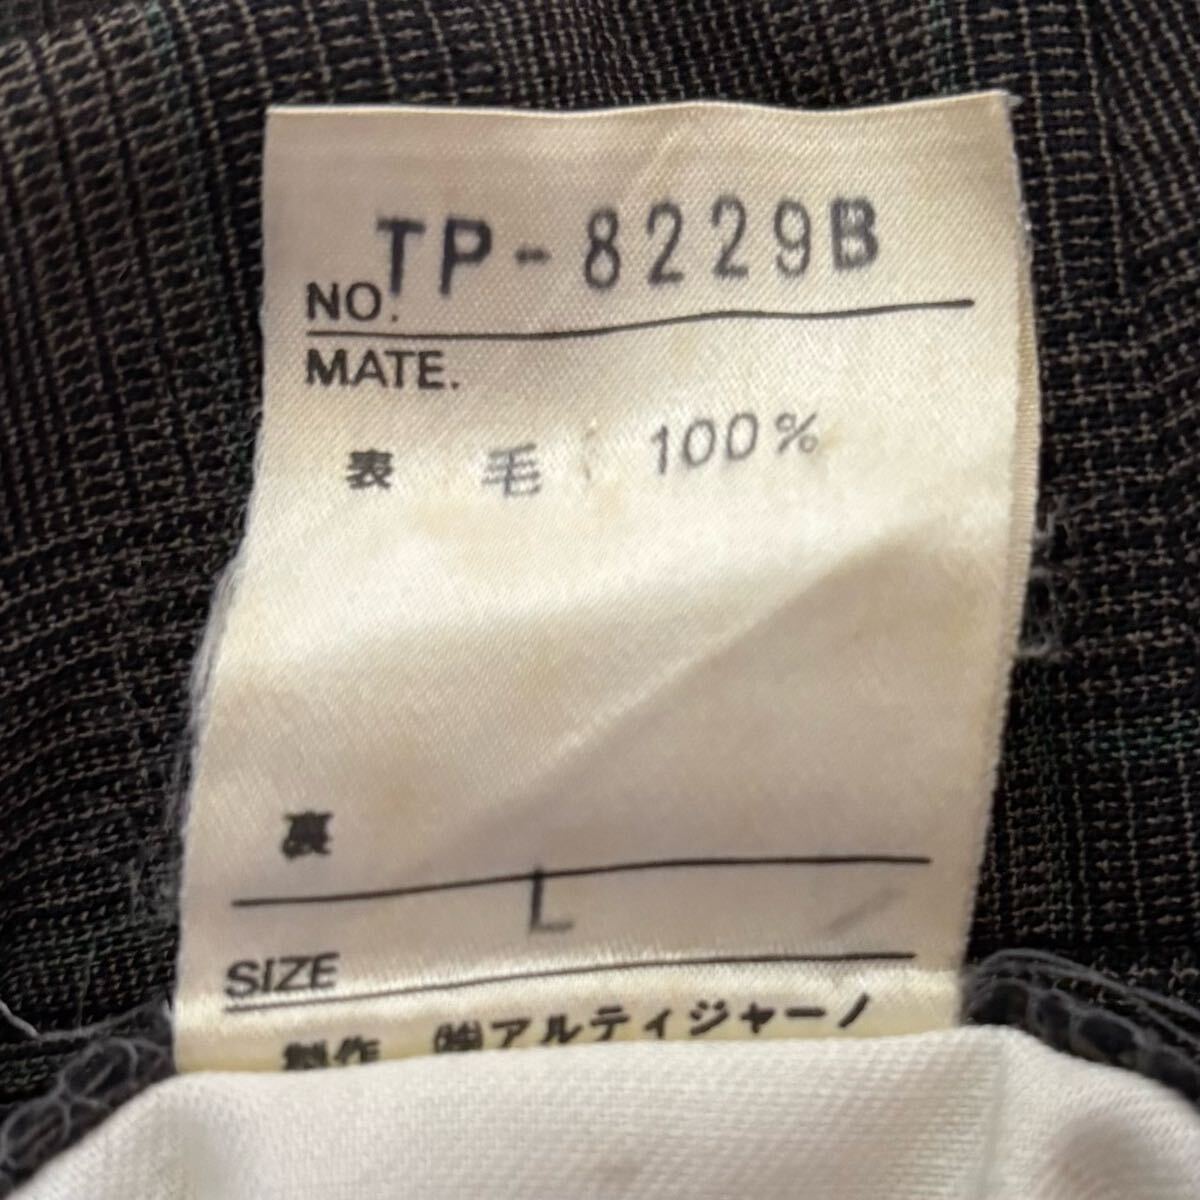 NO. TP-8229B
MATE.
表 毛 100%
裏
SIZE L
製作 ㈱アルティジャーノ